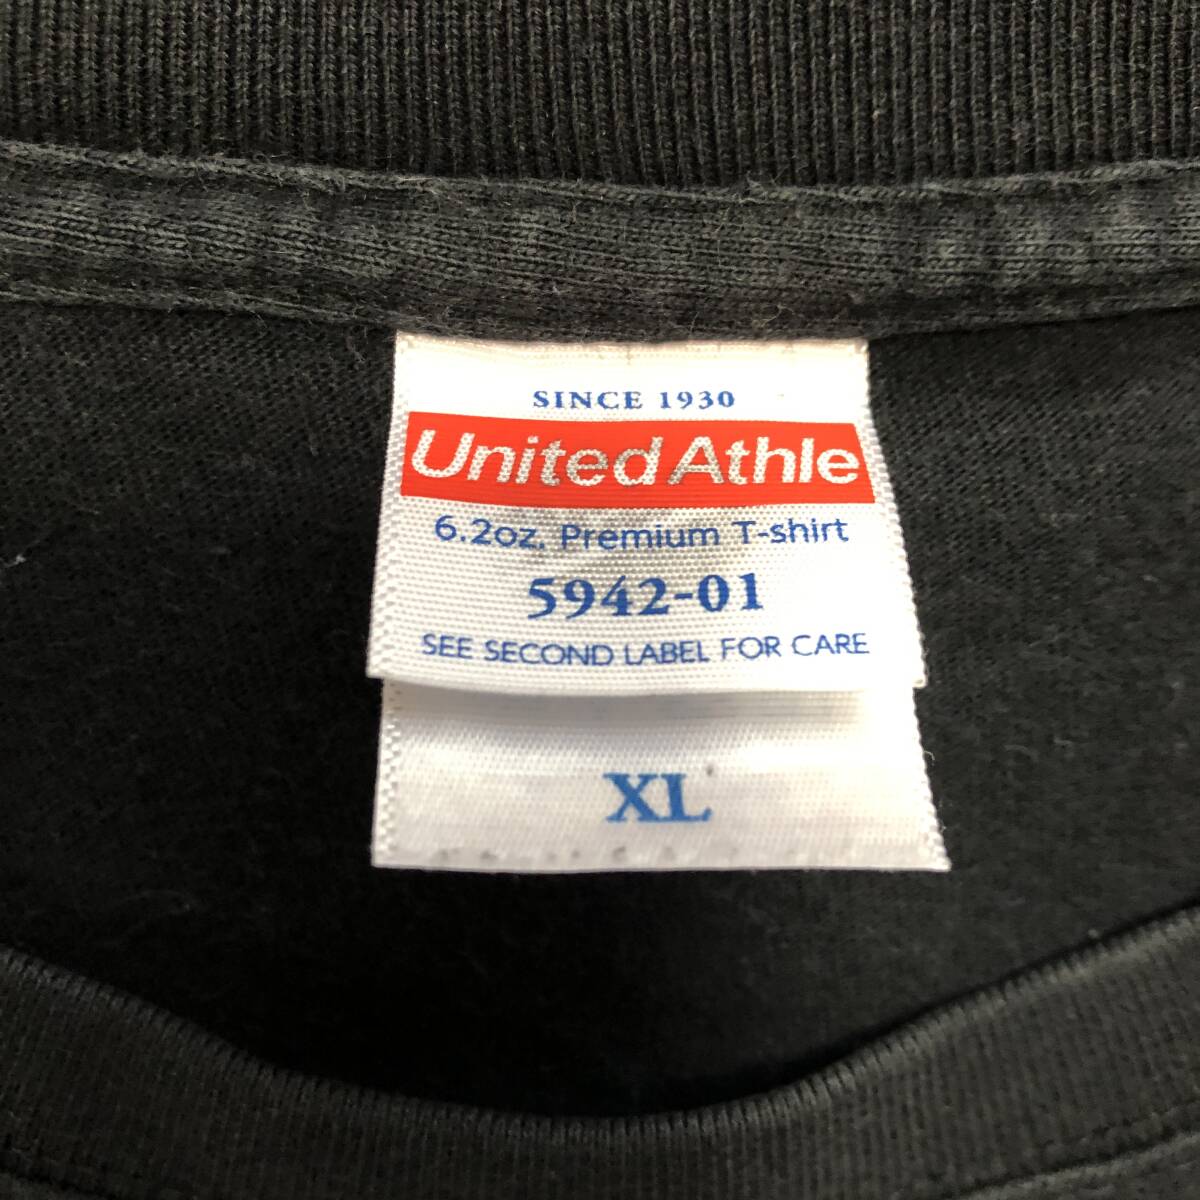 SINCE 1930
United Athle
6.2oz. Premium T-shirt
5942-01
SEE SECOND LABEL FOR CARE
XL